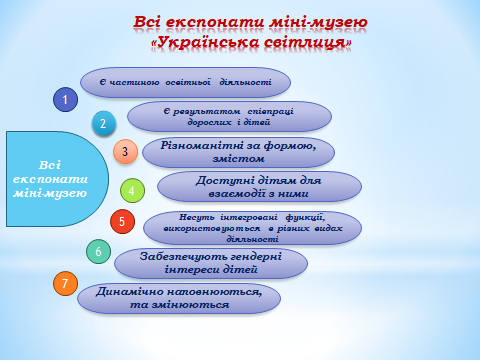 Всі експонати міні-музею
«Українська світлиця»
1
Є частиною освітньої діяльності
2
Є результатом співпраці
дорослих і дітей
3
Різноманітні за формою,
змістом
Всі
експонати
міні-музею
4
Доступні дітям для
взаємодії з ними
5
Несуть інтегровані функції,
використовуються в різних видах
діяльності
6
Забезпечують гендерні
інтереси дітей
7
Динамічно наповнюються,
та змінюються